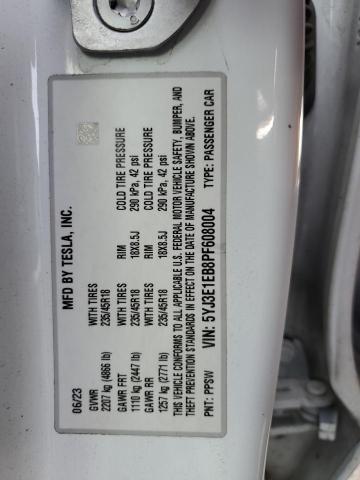 MFD BY TESLA, INC.
06/23
GVWR
2207 kg (4866 lb)
GAWR FRT WITH TIRES RIM COLD TIRE PRESSURE
1110 kg (2447 lb) 235/45R18 18X8.5J 290 kPa, 42 psi
GAWR RR WITH TIRES RIM COLD TIRE PRESSURE
1257 kg (2771 lb) 235/45R18 18X8.5J 290 kPa, 42 psi
THIS VEHICLE CONFORMS TO ALL APPLICABLE U.S. FEDERAL MOTOR VEHICLE SAFETY, BUMPER, AND
THEFT PREVENTION STANDARDS IN EFFECT ON THE DATE OF MANUFACTURE SHOWN ABOVE.
VIN: 5YJ3E1EB8PF608004 TYPE: PASSENGER CAR
PNT: PPSW